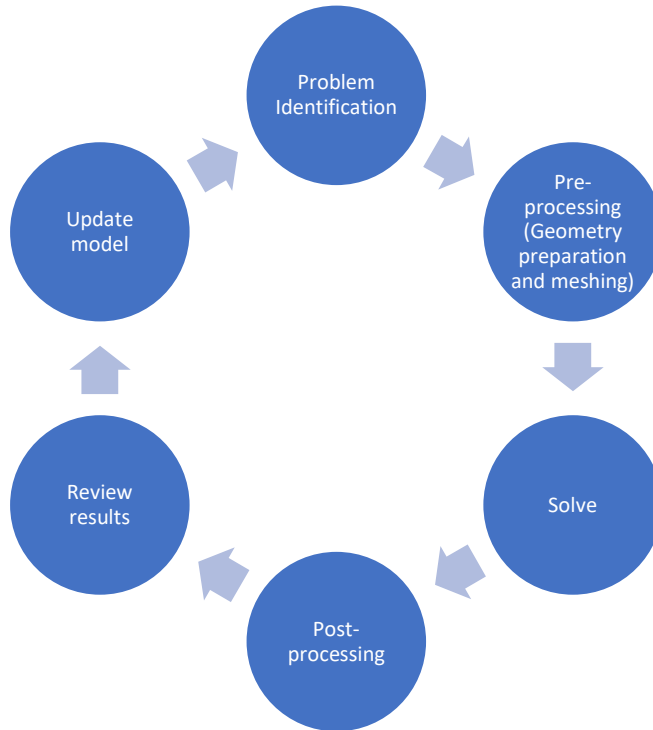 Problem
Identification
Pre-
processing
(Geometry
preparation
and meshing)
Solve
Post-
processing
Review
results
Update
model